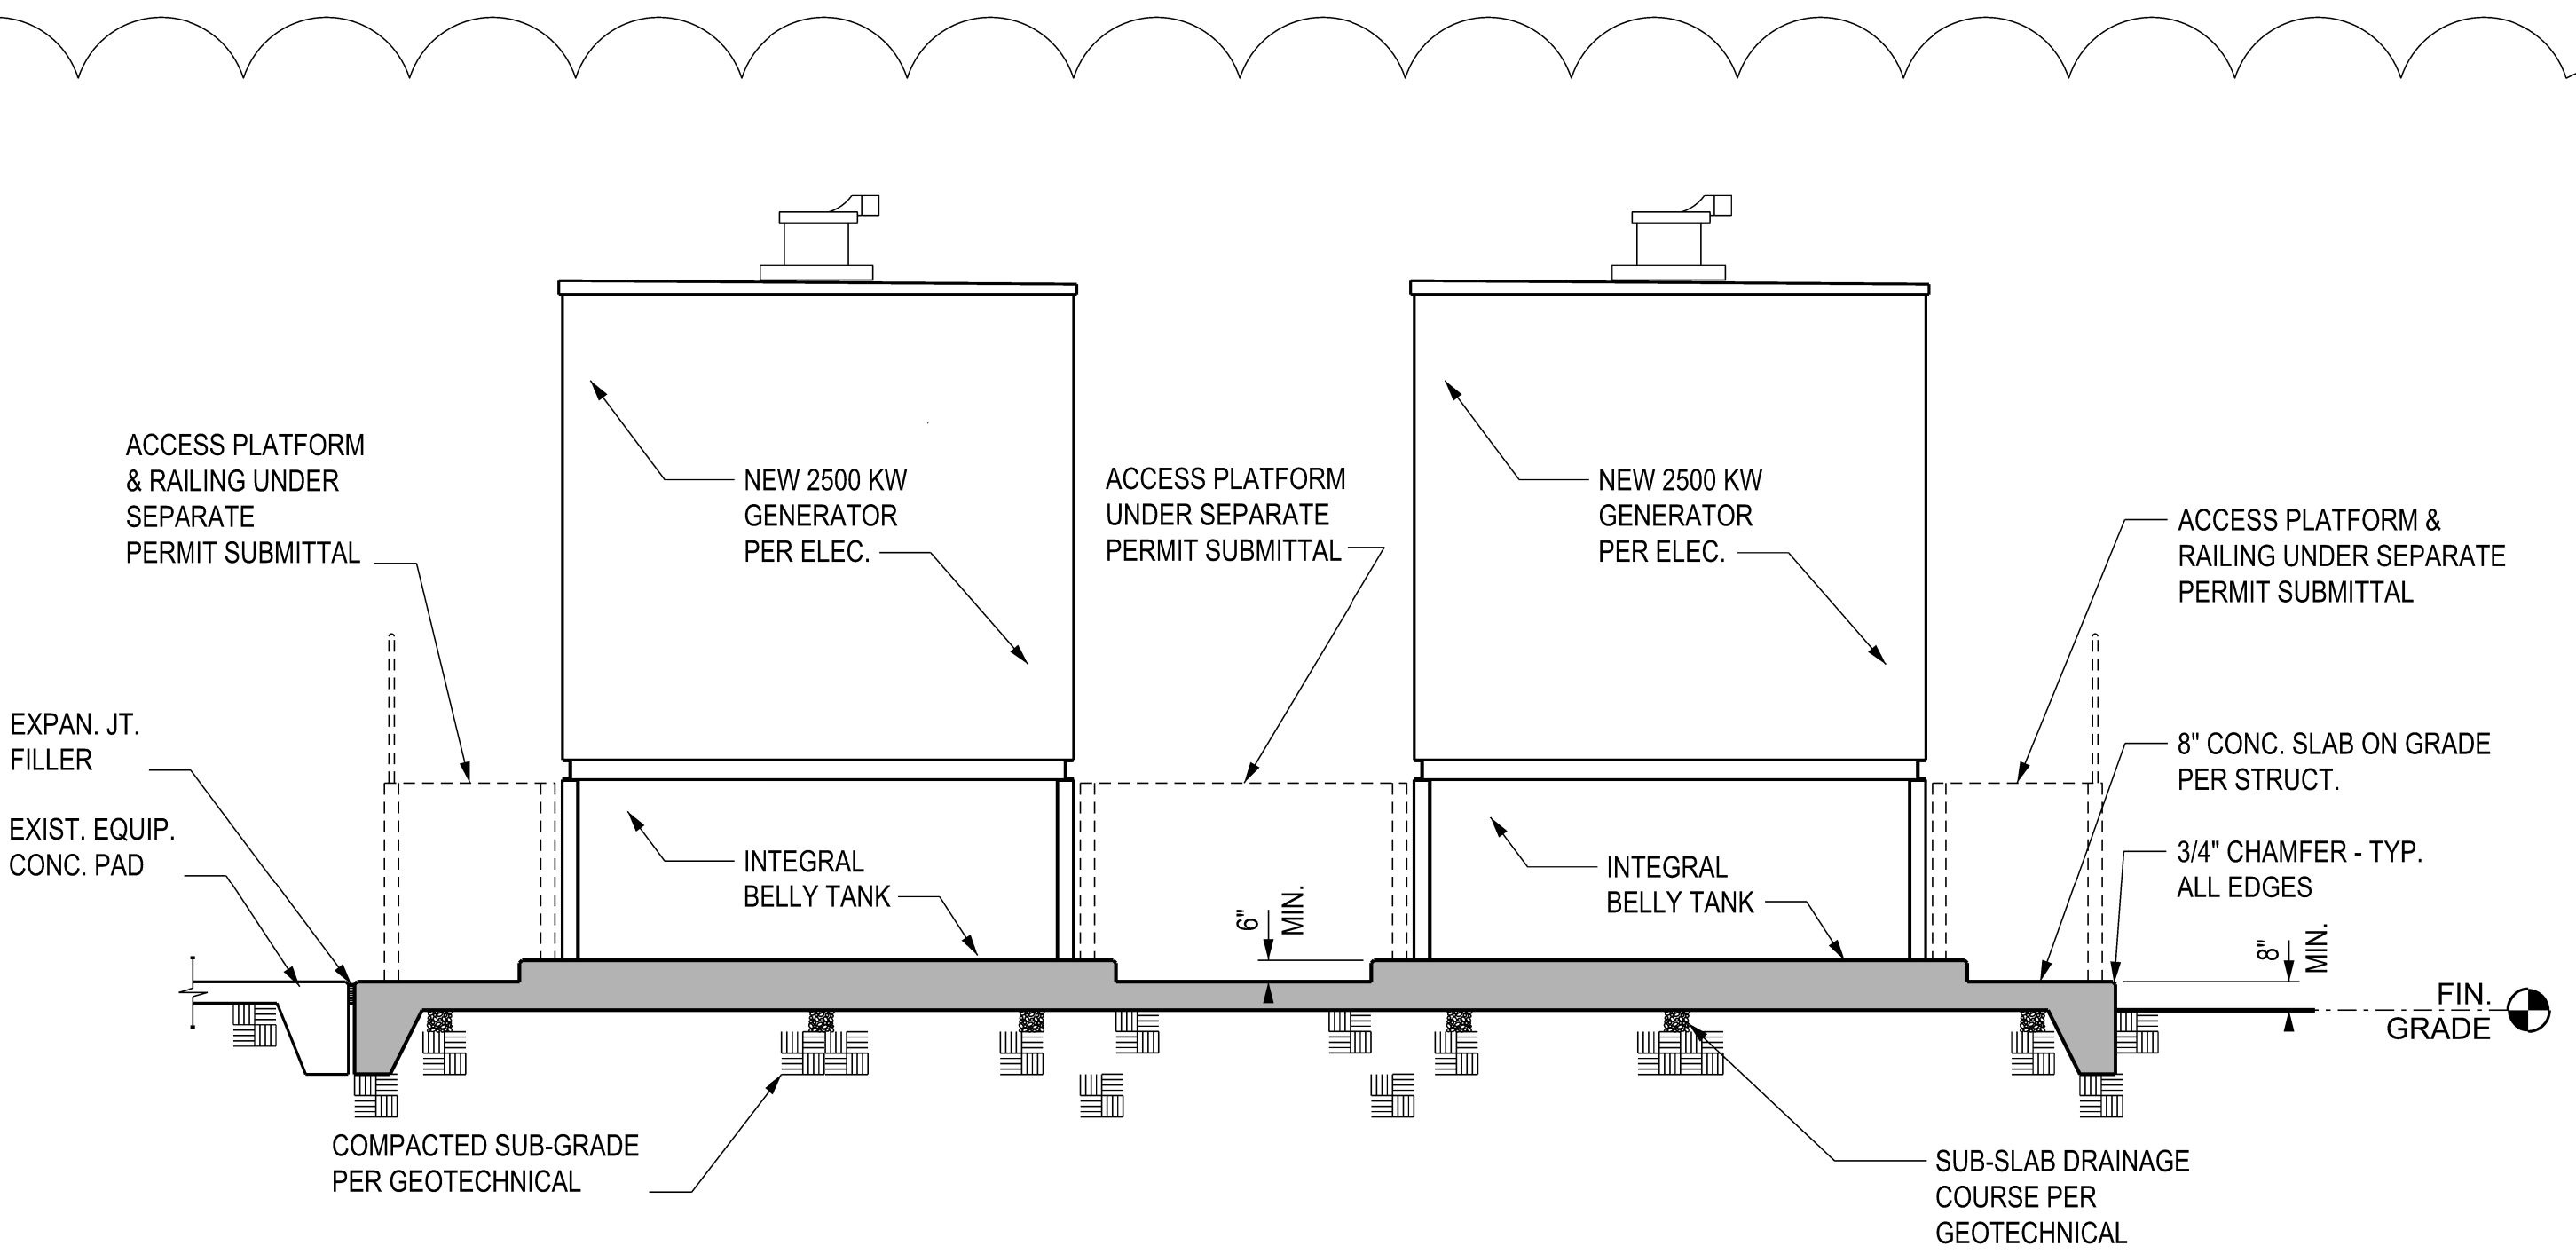 ACCESS PLATFORM
& RAILING UNDER
SEPARATE
PERMIT SUBMITTAL
NEW 2500 KW
GENERATOR
PER ELEC.
ACCESS PLATFORM
UNDER SEPARATE
PERMIT SUBMITTAL
NEW 2500 KW
GENERATOR
PER ELEC.
ACCESS PLATFORM &
RAILING UNDER SEPARATE
PERMIT SUBMITTAL
EXPAN. JT.
FILLER
EXIST. EQUIP.
CONC. PAD
INTEGRAL
BELLY TANK
6"
MIN.
INTEGRAL
BELLY TANK
8" CONC. SLAB ON GRADE
PER STRUCT.
3/4" CHAMFER - TYP.
ALL EDGES
8"
MIN.
FIN.
GRADE
COMPACTED SUB-GRADE
PER GEOTECHNICAL
SUB-SLAB DRAINAGE
COURSE PER
GEOTECHNICAL